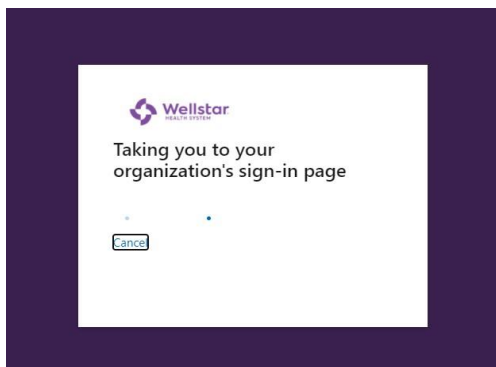 Wellstar
HEALTH SYSTEM
Taking you to your
organization's sign-in page
Cancel